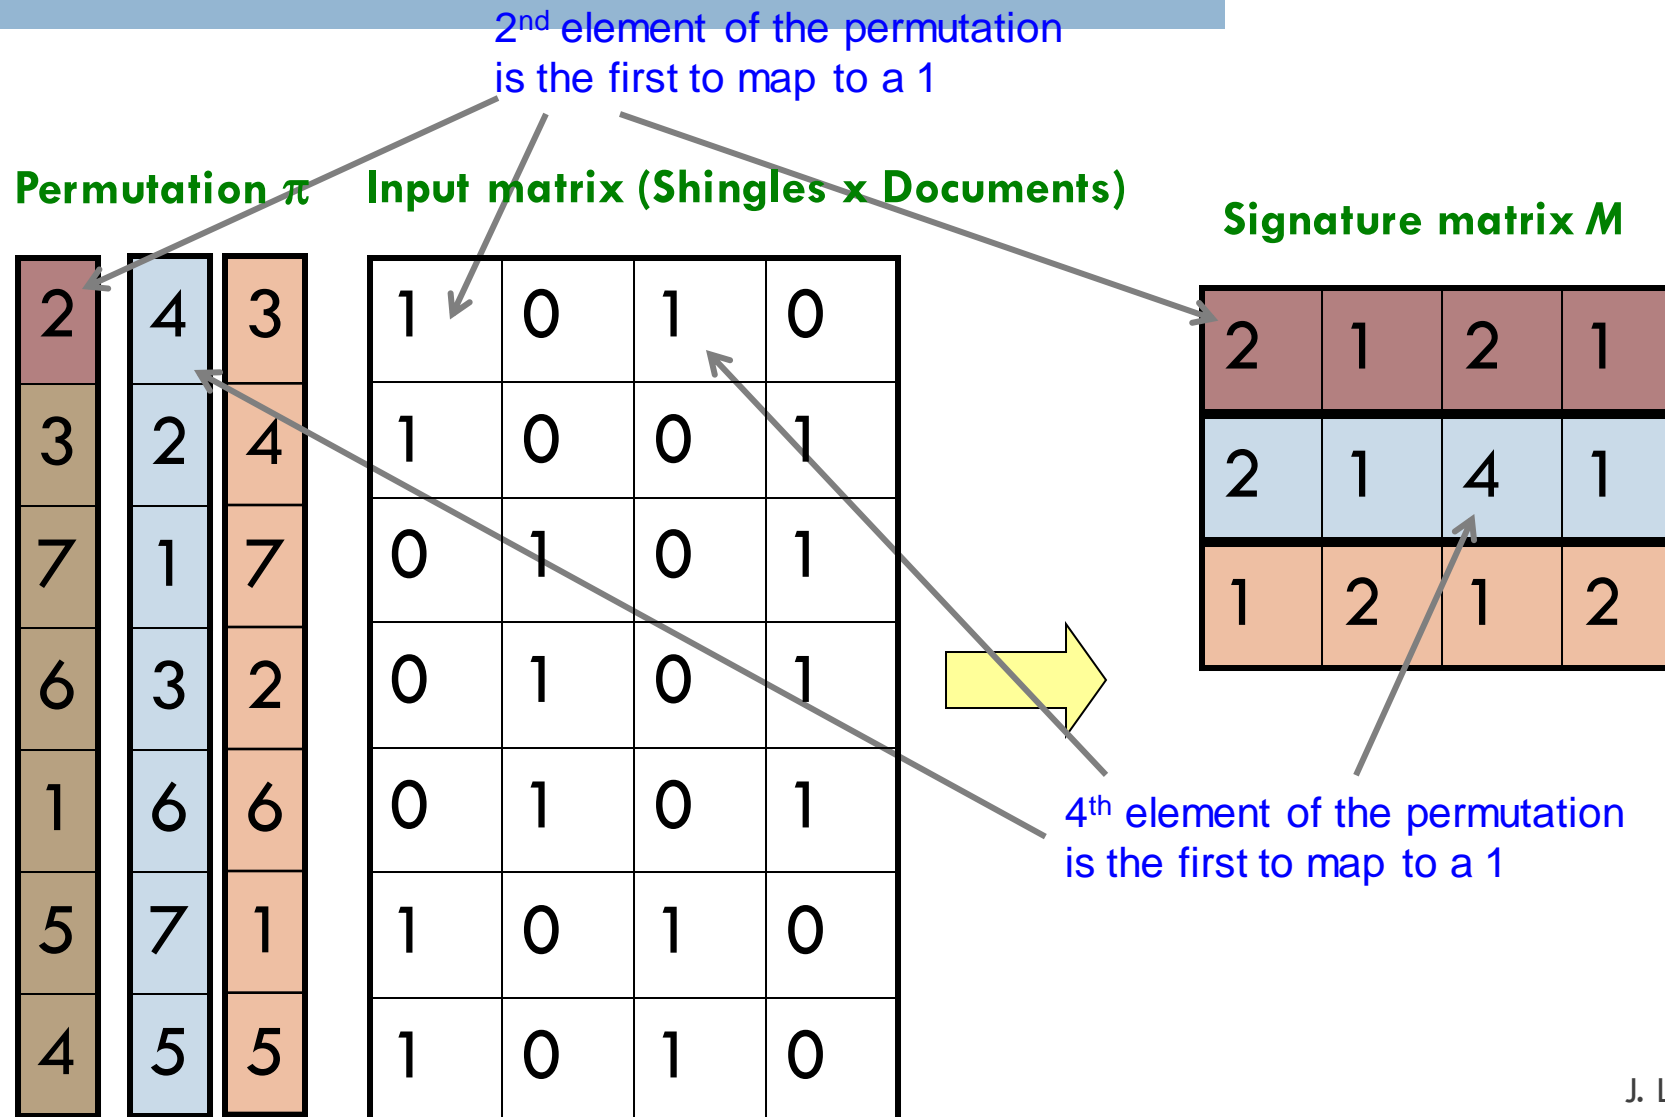 2nd element of the permutation
is the first to map to a 1
Permutation π
Input matrix (Shingles x Documents)
Signature matrix M
2 4 3 1 0 1 0
3 2 4 1 0 0 1
7 1 7 0 1 0 1
6 3 2 0 1 0 1
1 6 6 0 1 0 1
5 7 1 1 0 1 0
4 5 5 1 0 1 0
2 1 2 1
2 1 4 1
1 2 1 2
4th element of the permutation
is the first to map to a 1
J. L